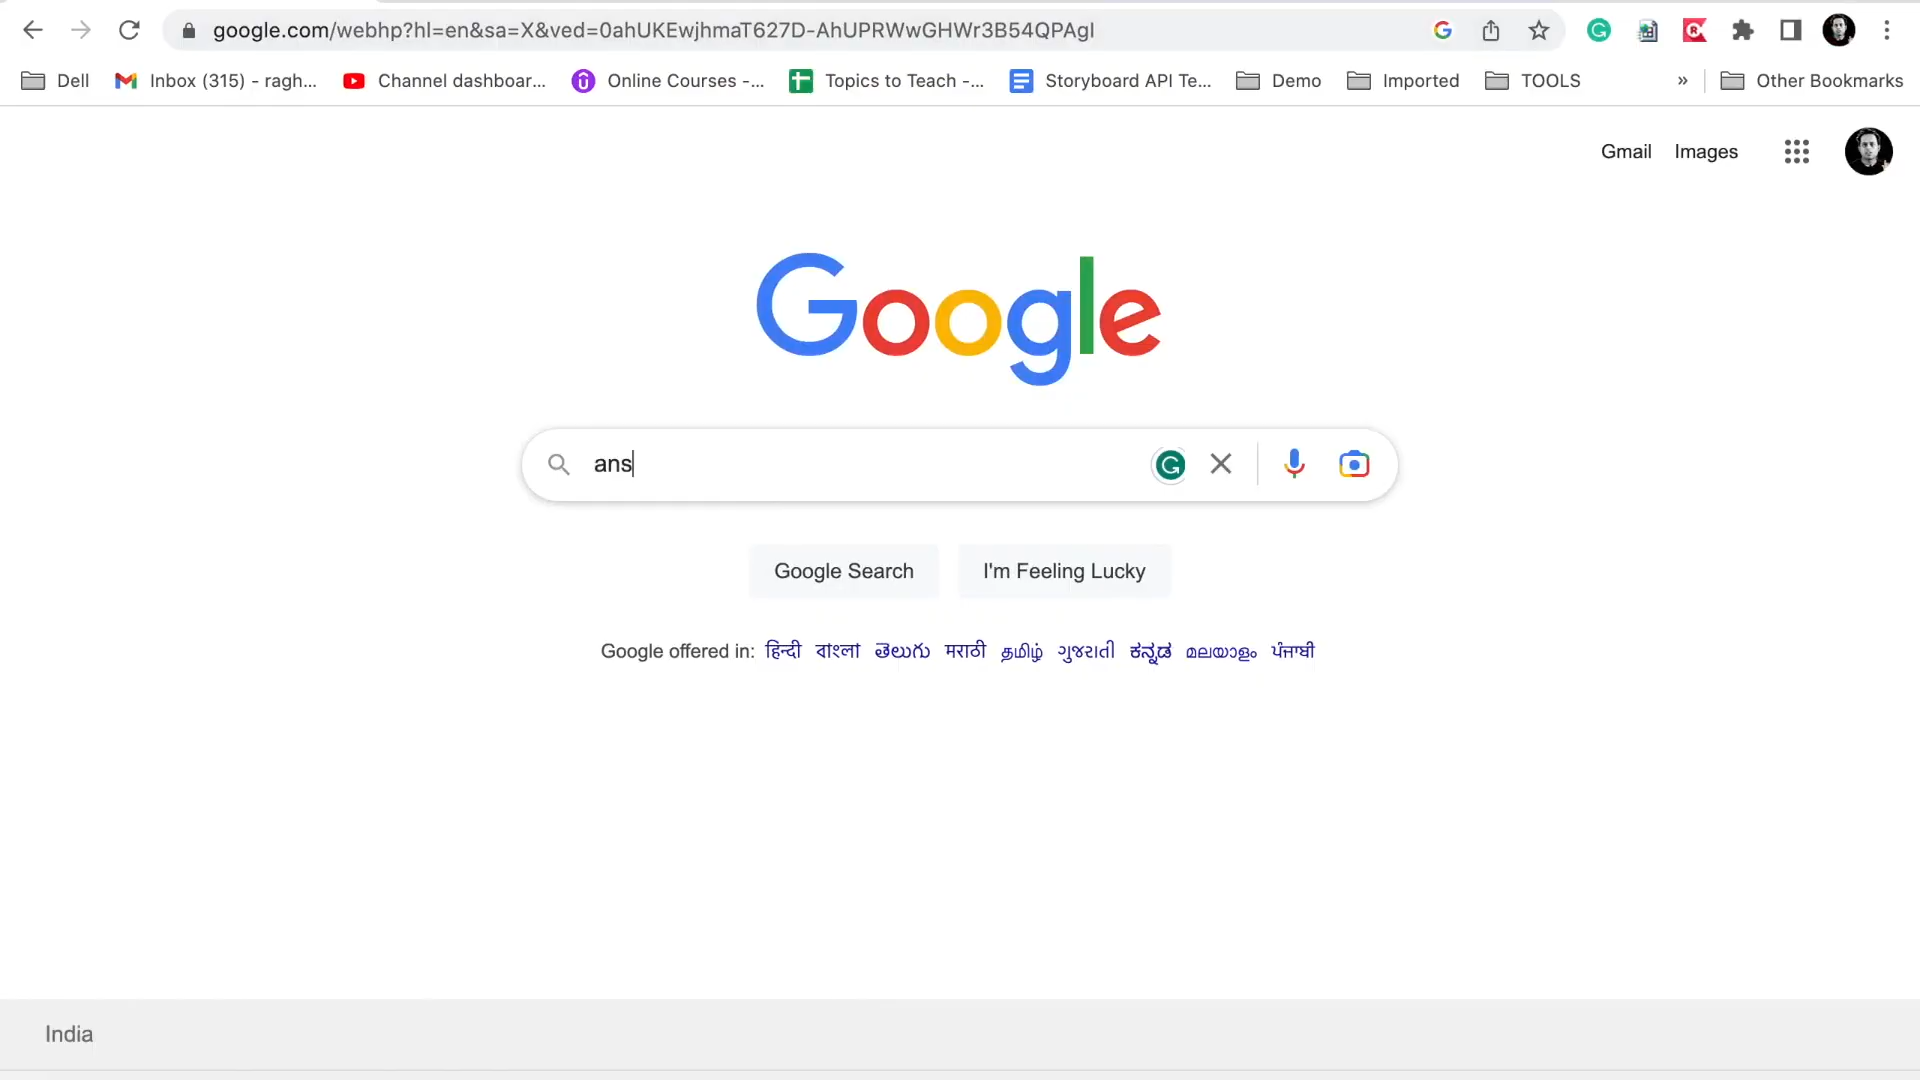 google.com/webhp?hl=en&sa=X&ved=0ahUKEwjhmaT627D-AhUPRWwGHWr3B54QPAgI
Dell Inbox (315) - ragh... Channel dashboar... Online Courses -... Topics to Teach -... Storyboard API Te... Demo Imported TOOLS » Other Bookmarks
Gmail Images
Google
ans
Google Search I'm Feeling Lucky
Google offered in: हिन्दी বাংলা తెలుగు मराठी தமிழ் ગુજરાતી ಕನ್ನಡ മലയാളം ਪੰਜਾਬੀ
India